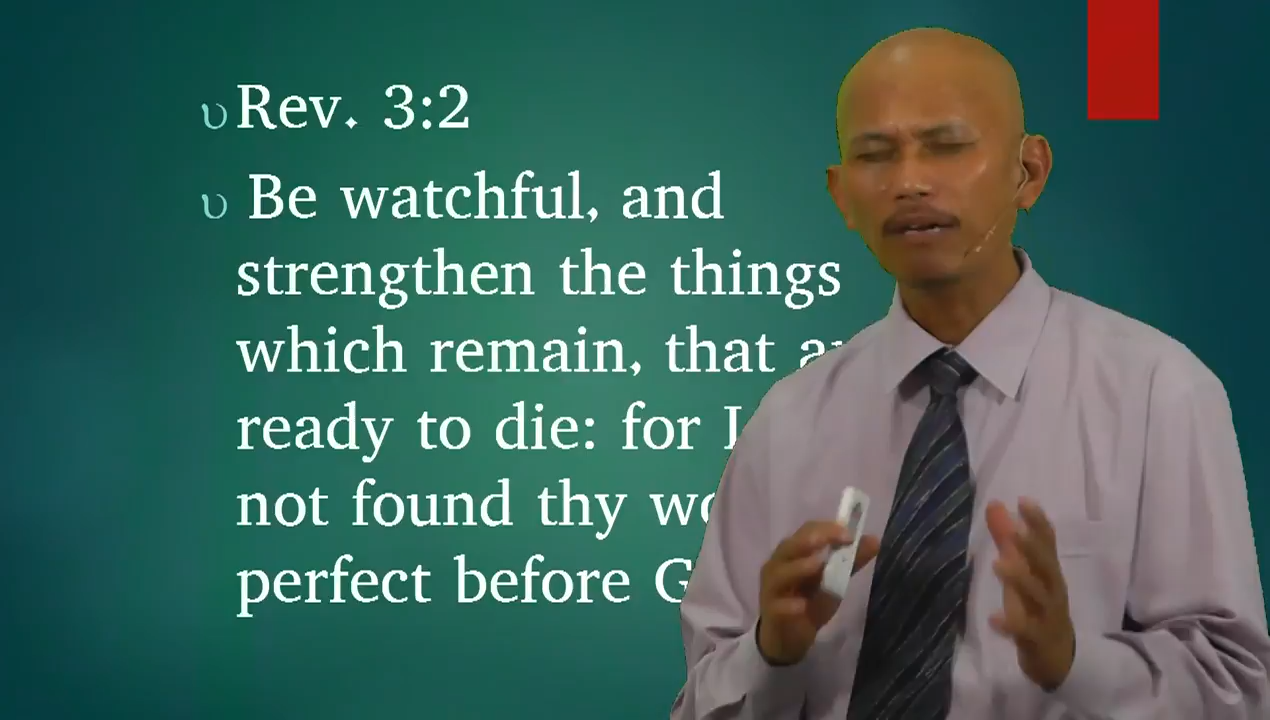 Rev. 3:2
Be watchful, and
strengthen the things
which remain, that
ready to die: for I
not found thy
perfect before